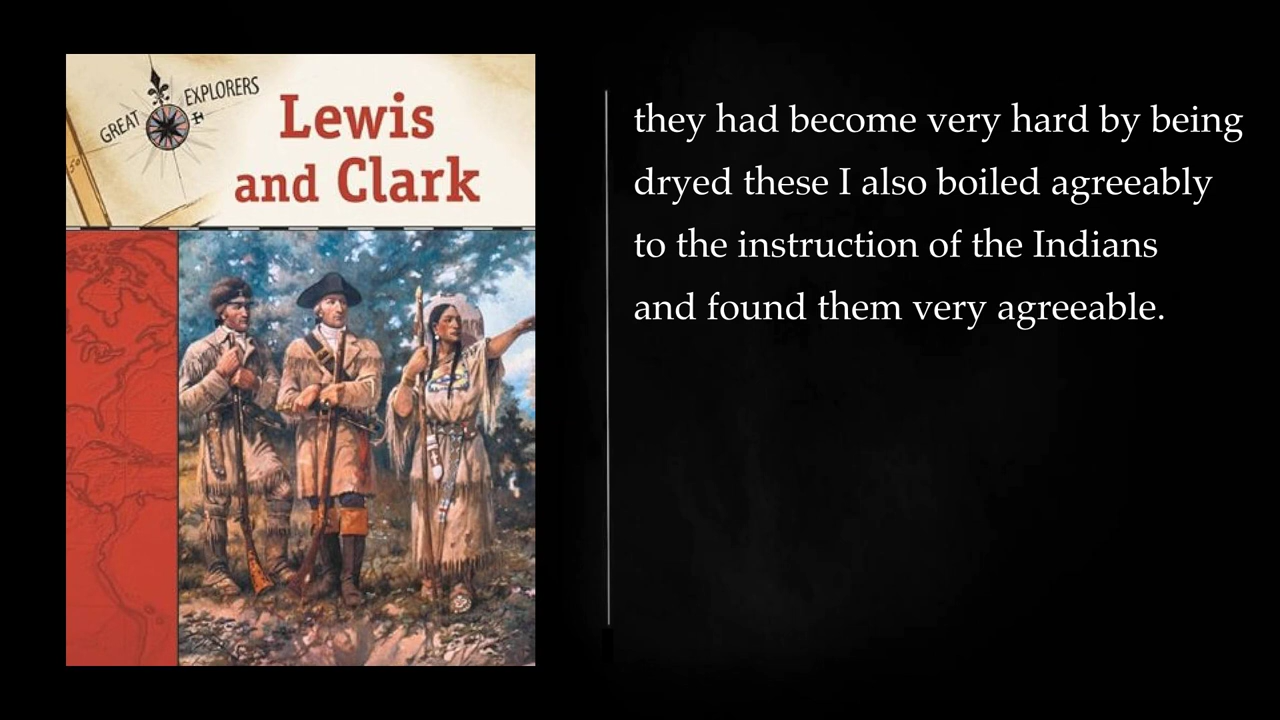 GREAT EXPLORERS
Lewis
and Clark
they had become very hard by being
dryed these I also boiled agreeably
to the instruction of the Indians
and found them very agreeable.